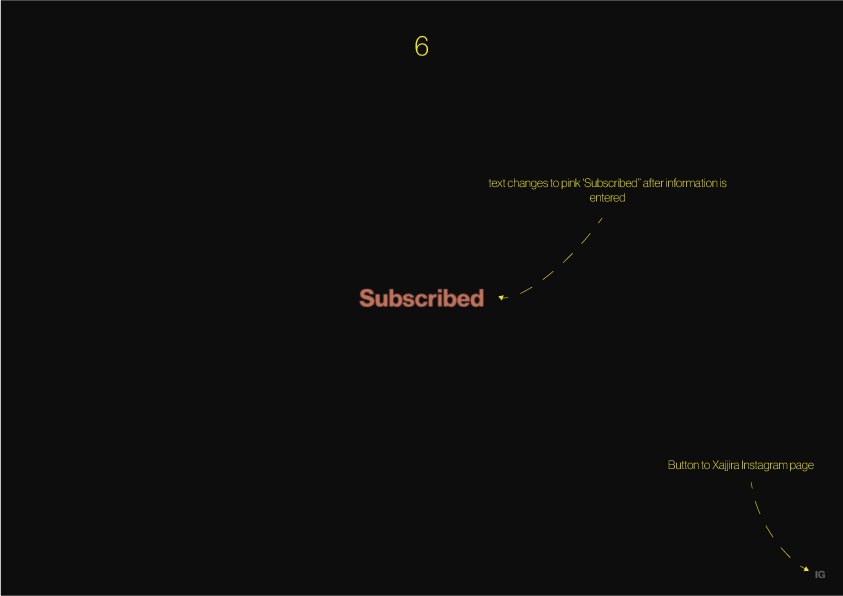 6
text changes to pink 'Subscribed" after information is
entered
Subscribed
Button to Xajjira Instagram page
IG